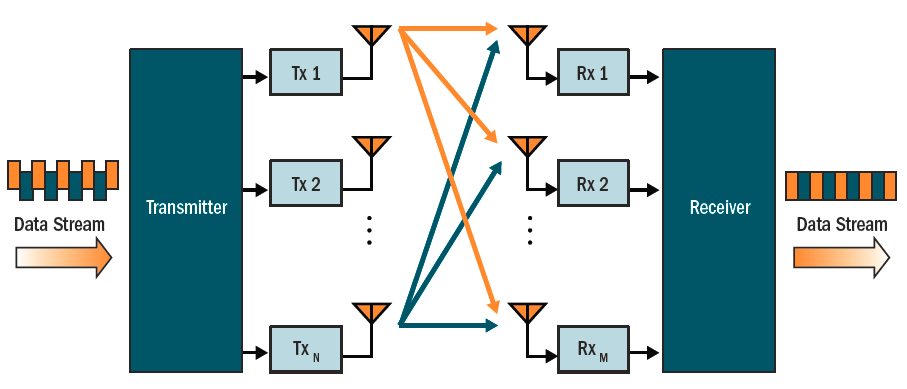 Tx 1
Rx 1
Tx 2
Rx 2
Data Stream
Transmitter
Receiver
Data Stream
Tx N
Rx M